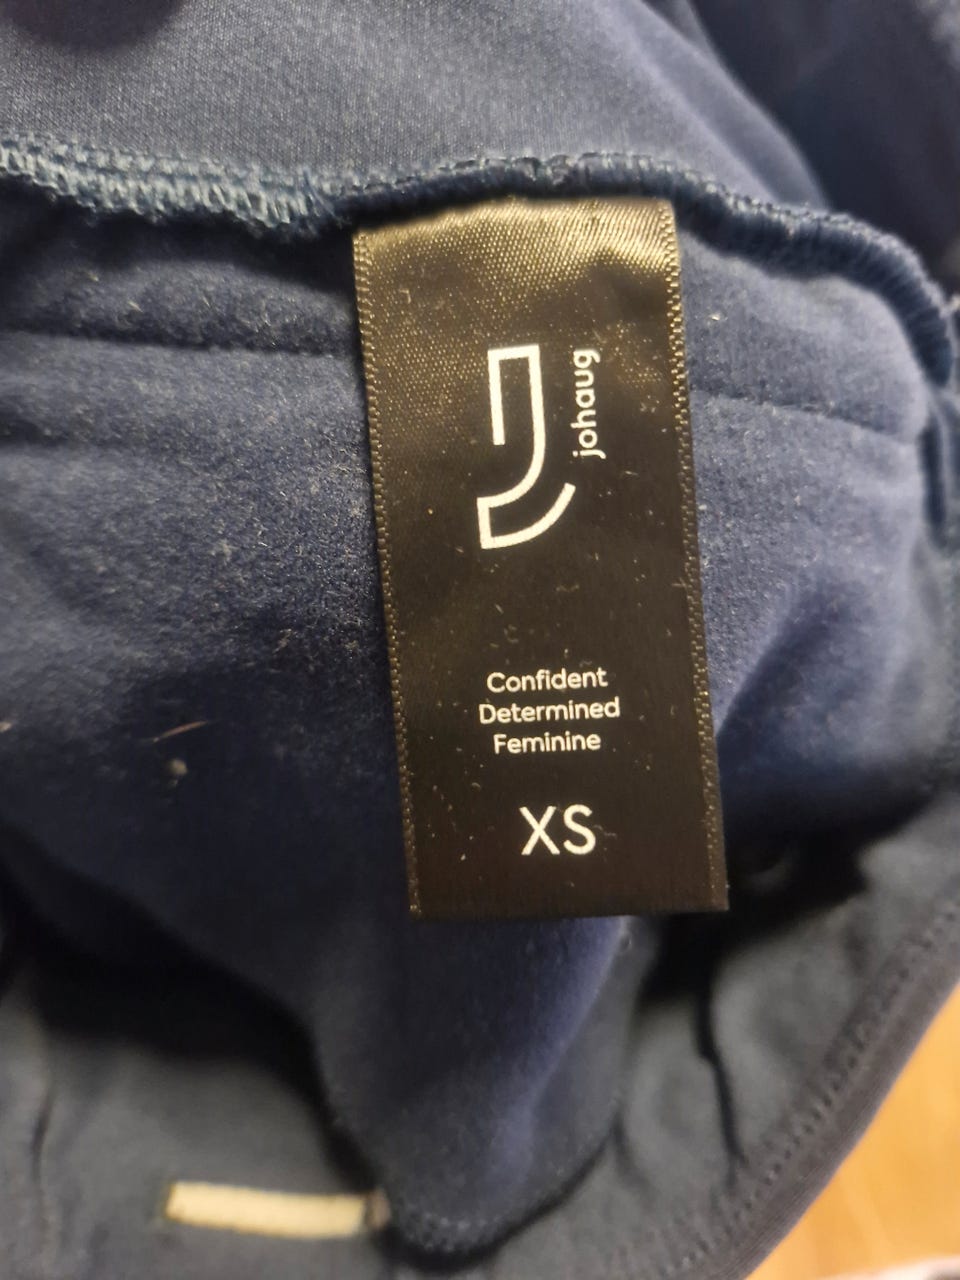 johaug
Confident
Determined
Feminine
XS